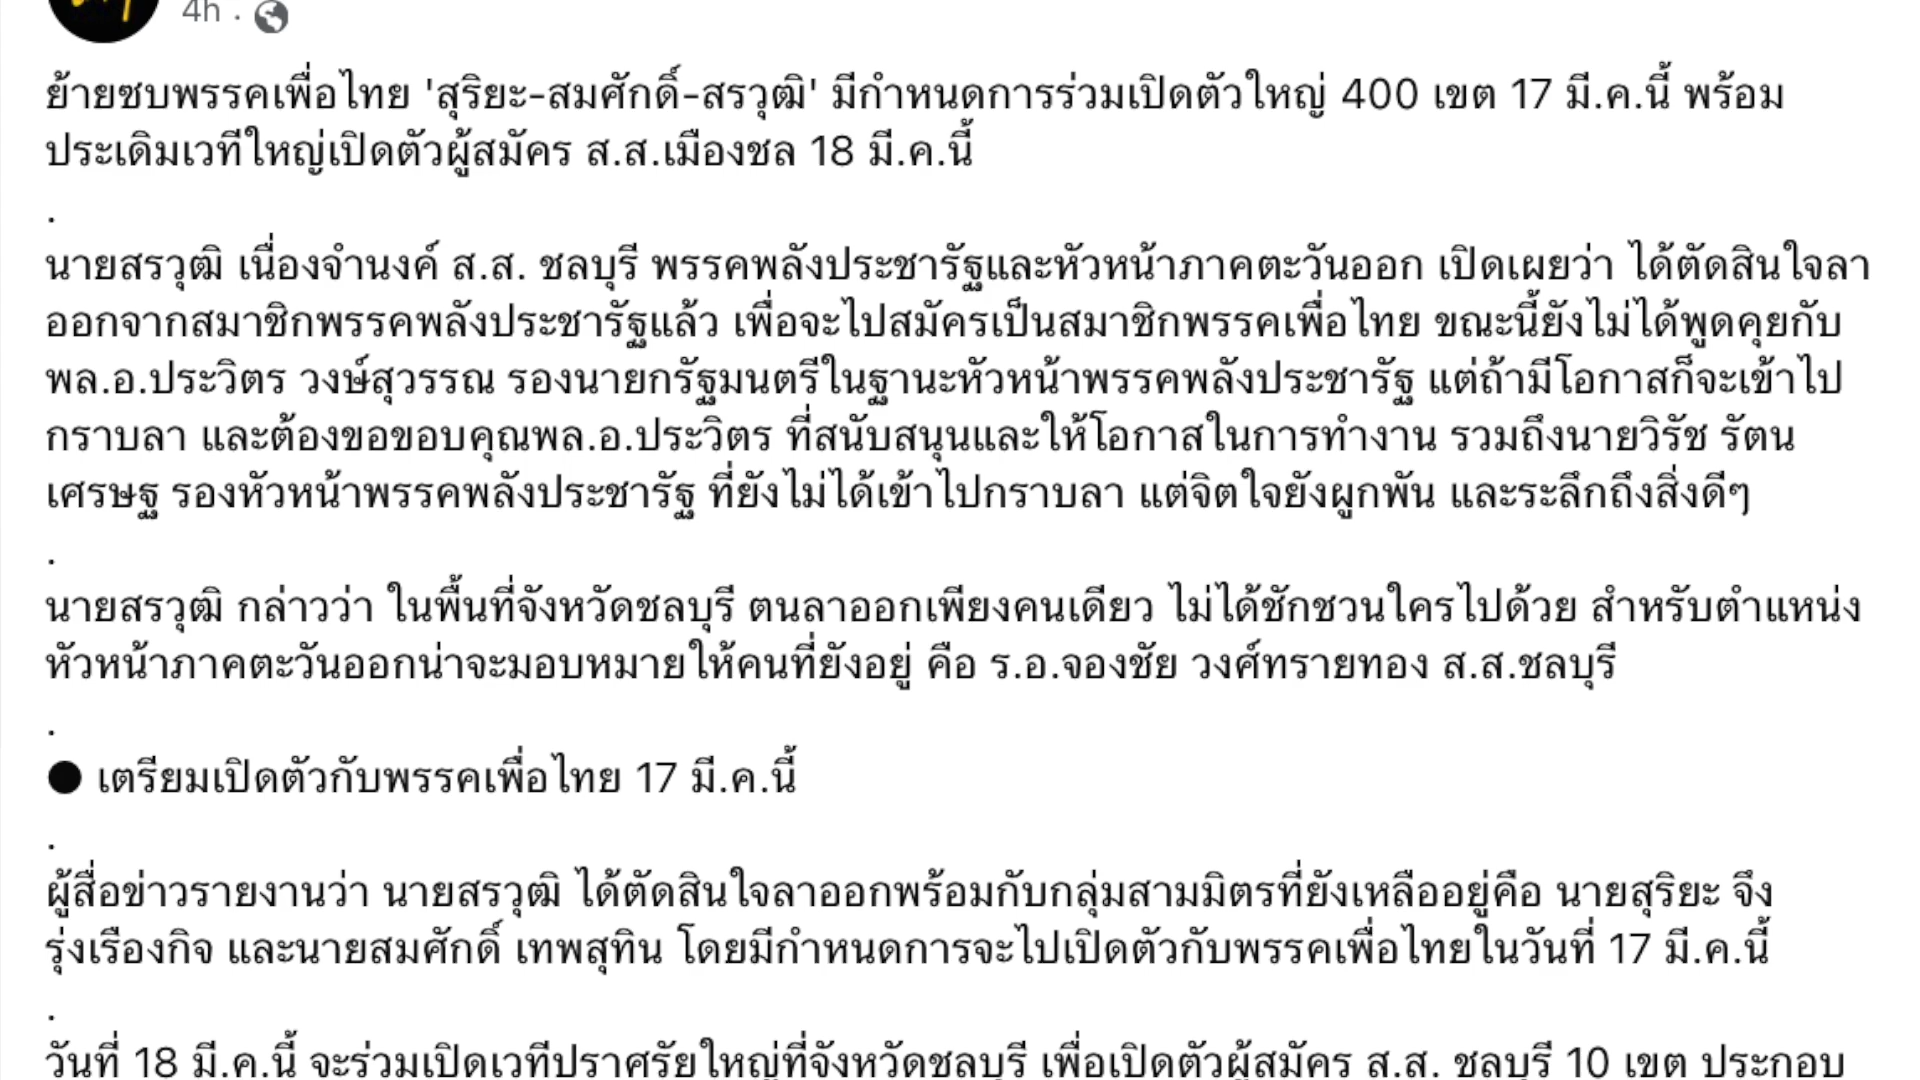 4h ·
ย้ายซบพรรคเพื่อไทย 'สุริยะ-สมศักดิ์-สรวุฒิ' มีกำหนดการร่วมเปิดตัวใหญ่ 400 เขต 17 มี.ค.นี้ พร้อม
ประเดิมเวทีใหญ่เปิดตัวผู้สมัคร ส.ส.เมืองชล 18 มี.ค.นี้
.
นายสรวุฒิ เนื่องจำนงค์ ส.ส. ชลบุรี พรรคพลังประชารัฐและหัวหน้าภาคตะวันออก เปิดเผยว่า ได้ตัดสินใจลา
ออกจากสมาชิกพรรคพลังประชารัฐแล้ว เพื่อจะไปสมัครเป็นสมาชิกพรรคเพื่อไทย ขณะนี้ยังไม่ได้พูดคุยกับ
พล.อ.ประวิตร วงษ์สุวรรณ รองนายกรัฐมนตรีในฐานะหัวหน้าพรรคพลังประชารัฐ แต่ถ้ามีโอกาสก็จะเข้าไป
กราบลา และต้องขอขอบคุณพล.อ.ประวิตร ที่สนับสนุนและให้โอกาสในการทำงาน รวมถึงนายวิรัช รัตน
เศรษฐ รองหัวหน้าพรรคพลังประชารัฐ ที่ยังไม่ได้เข้าไปกราบลา แต่จิตใจยังผูกพัน และระลึกถึงสิ่งดีๆ
.
นายสรวุฒิ กล่าวว่า ในพื้นที่จังหวัดชลบุรี ตนลาออกเพียงคนเดียว ไม่ได้ชักชวนใครไปด้วย สำหรับตำแหน่ง
หัวหน้าภาคตะวันออกน่าจะมอบหมายให้คนที่ยังอยู่ คือ ร.อ.จองชัย วงศ์ทรายทอง ส.ส.ชลบุรี
.
● เตรียมเปิดตัวกับพรรคเพื่อไทย 17 มี.ค.นี้
.
ผู้สื่อข่าวรายงานว่า นายสรวุฒิ ได้ตัดสินใจลาออกพร้อมกับกลุ่มสามมิตรที่ยังเหลืออยู่คือ นายสุริยะ จึง
รุ่งเรืองกิจ และนายสมศักดิ์ เทพสุทิน โดยมีกำหนดการจะไปเปิดตัวกับพรรคเพื่อไทยในวันที่ 17 มี.ค.นี้
.
วันที่ 18 มี.ค.นี้ จะร่วมเปิดเวทีปราศรัยใหญ่ที่จังหวัดชลบุรี เพื่อเปิดตัวผู้สมัคร ส.ส. ชลบุรี 10 เขต ประกอบ